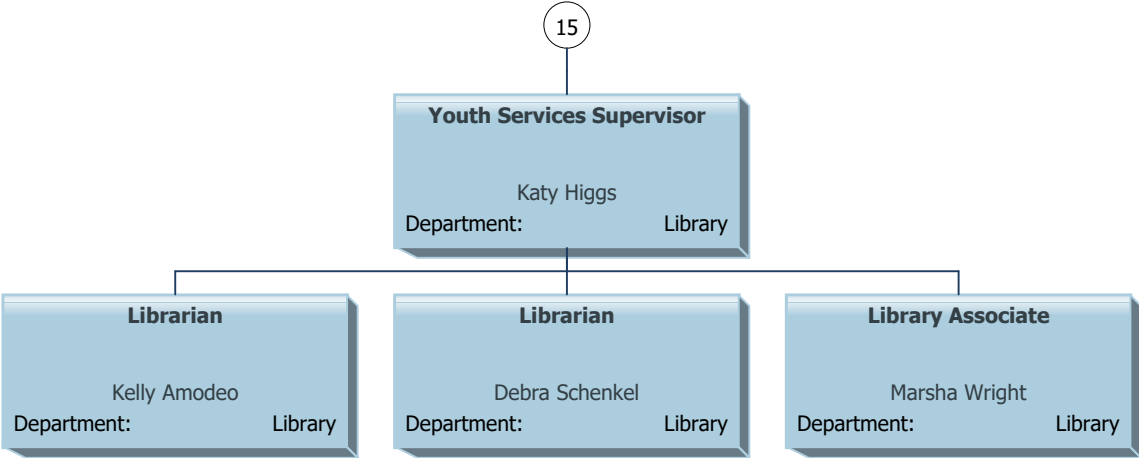 15
Youth Services Supervisor
Katy Higgs
Department: Library
Librarian
Kelly Amodeo
Department: Library
Librarian
Debra Schenkel
Department: Library
Library Associate
Marsha Wright
Department: Library